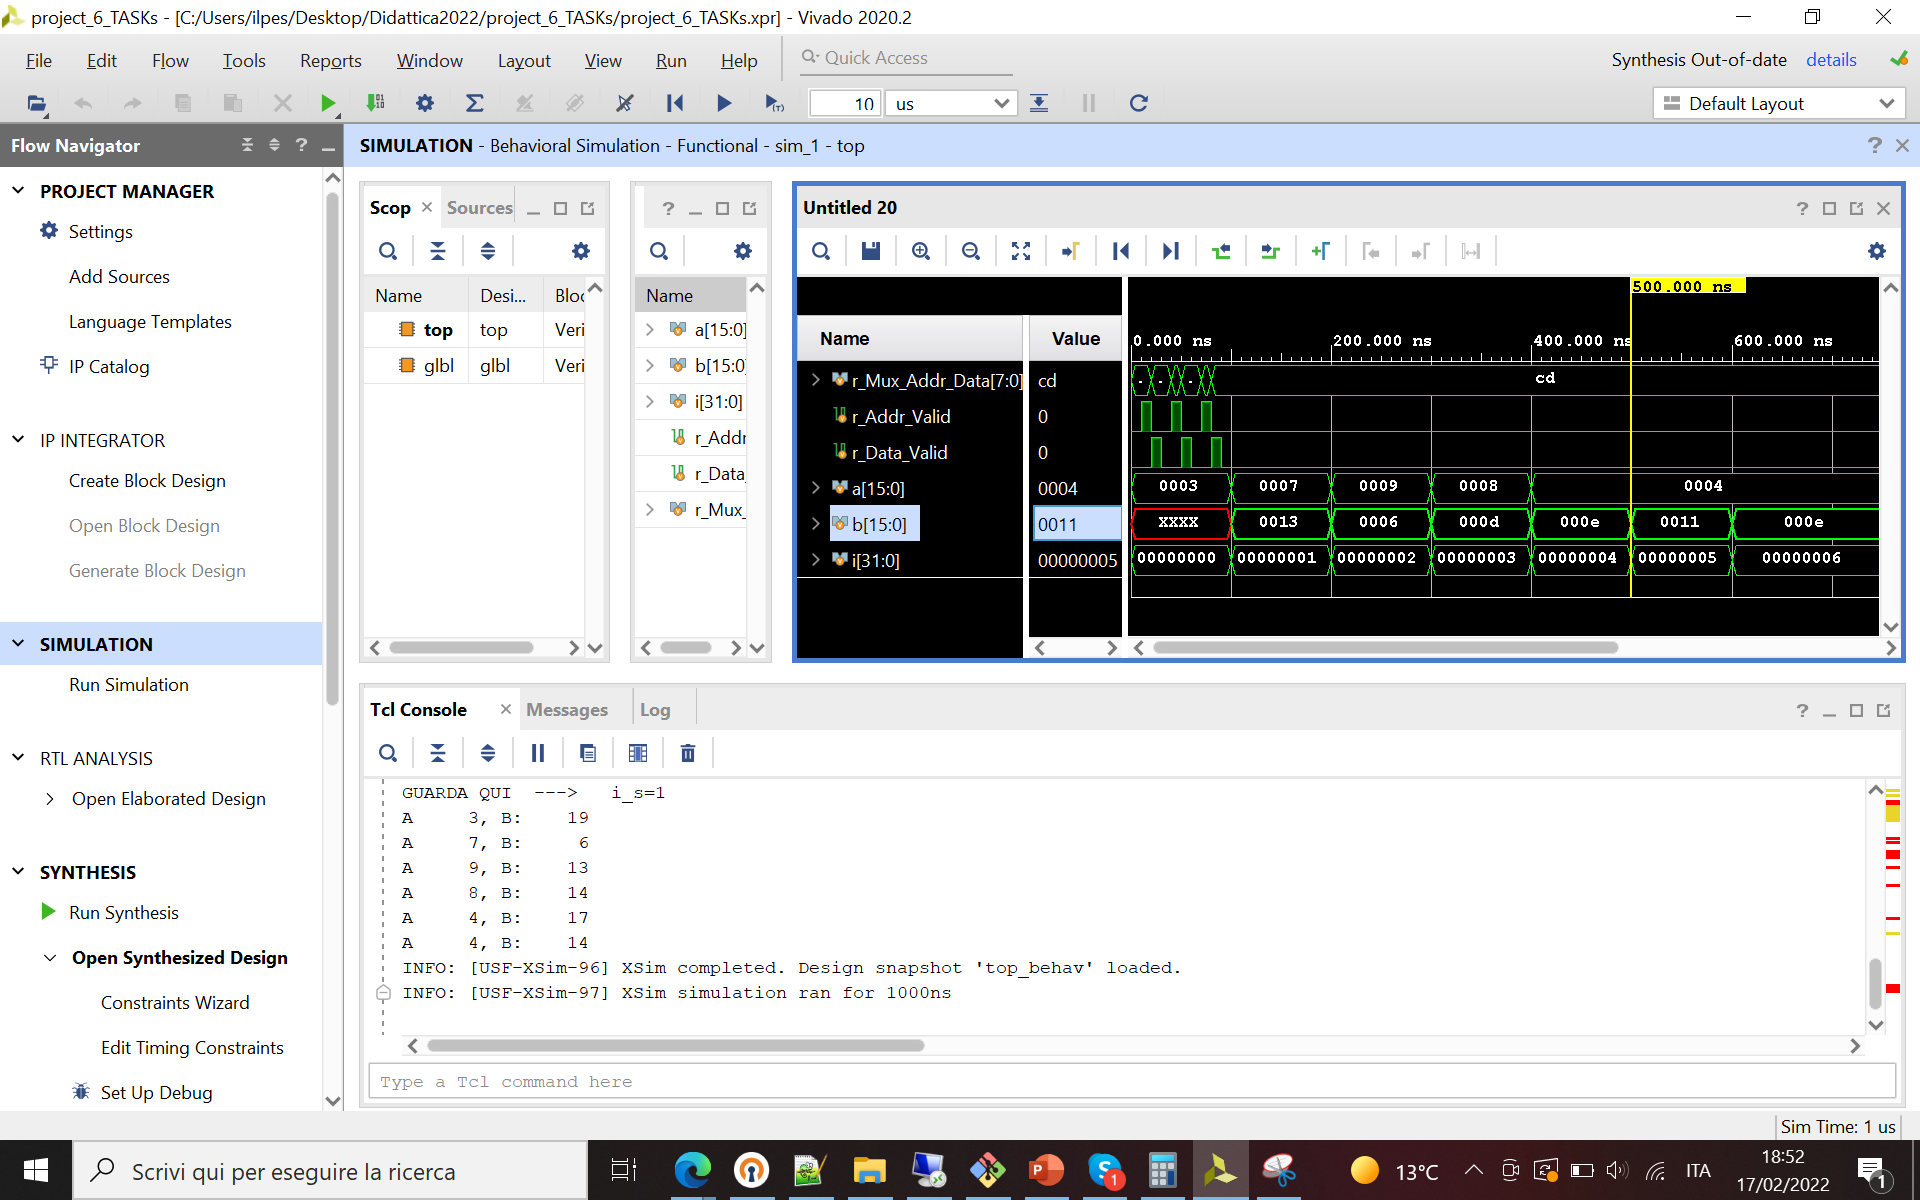 project_6_TASKs - [C:/Users/ilpes/Desktop/Didattica2022/project_6_TASKs/project_6_TASKs.xpr] - Vivado 2020.2
File Edit Flow Tools Reports Window Layout View Run Help Quick Access
Synthesis Out-of-date details
10 us
Default Layout
Flow Navigator
SIMULATION - Behavioral Simulation - Functional - sim_1 - top
PROJECT MANAGER
Settings
Add Sources
Language Templates
IP Catalog
IP INTEGRATOR
Create Block Design
Open Block Design
Generate Block Design
SIMULATION
Run Simulation
RTL ANALYSIS
Open Elaborated Design
SYNTHESIS
Run Synthesis
Open Synthesized Design
Constraints Wizard
Edit Timing Constraints
Set Up Debug
Scop Sources
Name Desi... Bloc
top top Veri
glbl glbl Veri
Name
a[15:0]
b[15:0]
i[31:0]
r_Addr
r_Data_
r_Mux_
Untitled 20
500.000 ns
Name Value
0.000 ns 200.000 ns 400.000 ns 600.000 ns
r_Mux_Addr_Data[7:0] cd cd
r_Addr_Valid 0
r_Data_Valid 0
a[15:0] 0004 0003 0007 0009 0008 0004
b[15:0] 0011 XXXX 0013 0006 000d 000e 0011 000e
i[31:0] 00000005 00000000 00000001 00000002 00000003 00000004 00000005 00000006
Tcl Console Messages Log
GUARDA QUI ---> i_s=1
A 3, B: 19
A 7, B: 6
A 9, B: 13
A 8, B: 14
A 4, B: 17
A 4, B: 14
INFO: [USF-XSim-96] XSim completed. Design snapshot 'top_behav' loaded.
INFO: [USF-XSim-97] XSim simulation ran for 1000ns
Type a Tcl command here
Sim Time: 1 us
Scrivi qui per eseguire la ricerca
1
13°C
ITA
18:52
17/02/2022
1